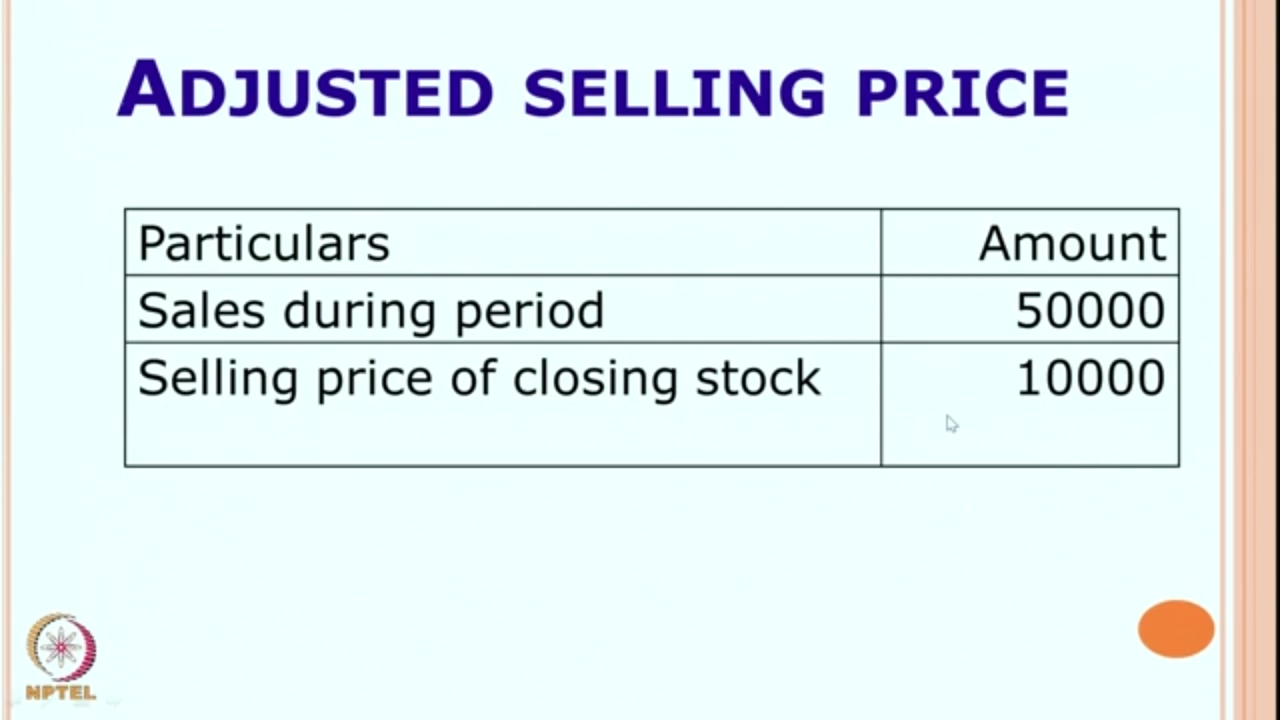 ADJUSTED SELLING PRICE
Particulars Amount
Sales during period 50000
Selling price of closing stock 10000
NPTEL